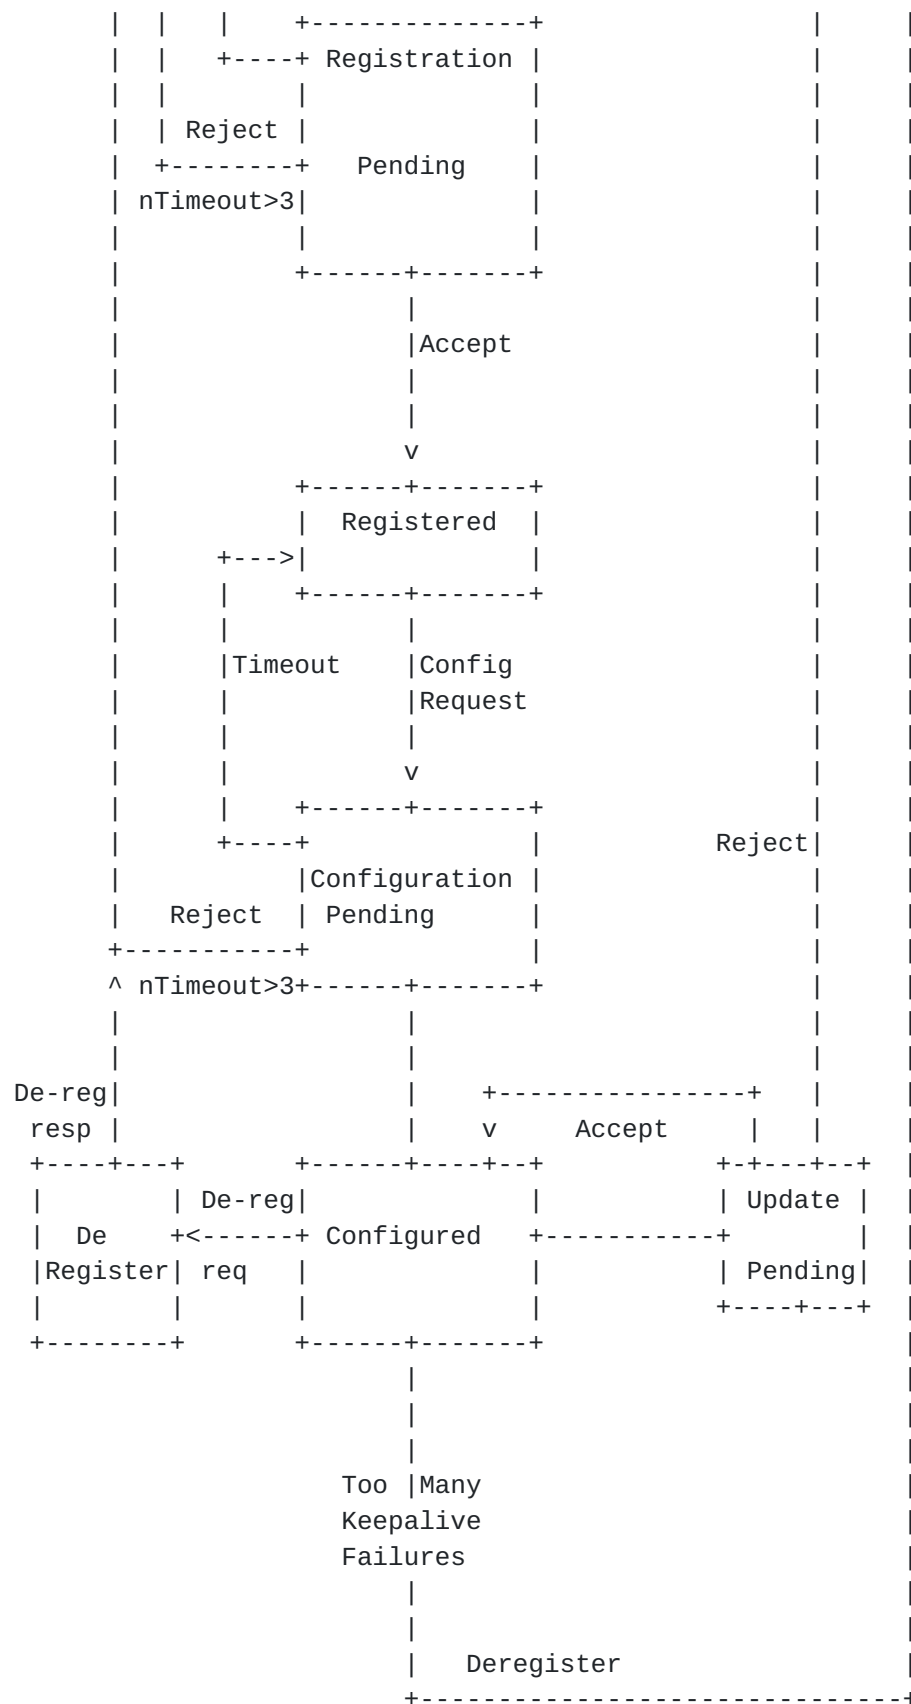 Registration
Reject
Pending
nTimeout>3
Accept
Registered
Timeout Config
Request
Reject
Configuration
Reject Pending
nTimeout>3
De-reg
resp Accept
De-reg Update
De Configured
Register req Pending
Too Many
Keepalive
Failures
Deregister